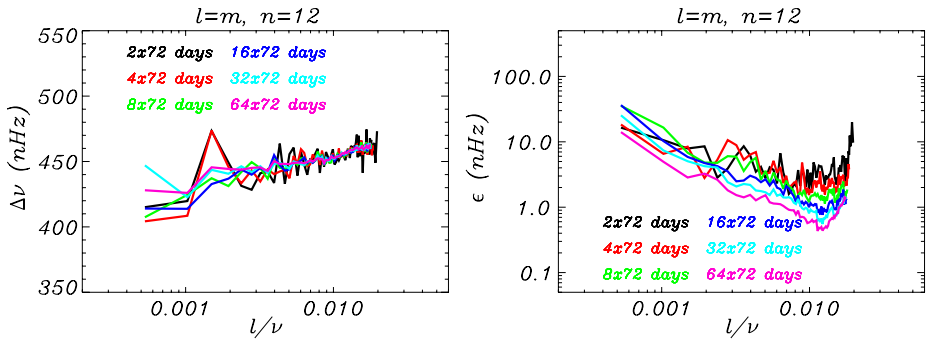 l=m, n=12
550
500
450
400
350
Δν (nHz)
2x72 days 16x72 days
4x72 days 32x72 days
8x72 days 64x72 days
0.001 0.010
l/ν
l=m, n=12
100.0
10.0
1.0
0.1
ϵ (nHz)
2x72 days 16x72 days
4x72 days 32x72 days
8x72 days 64x72 days
0.001 0.010
l/ν